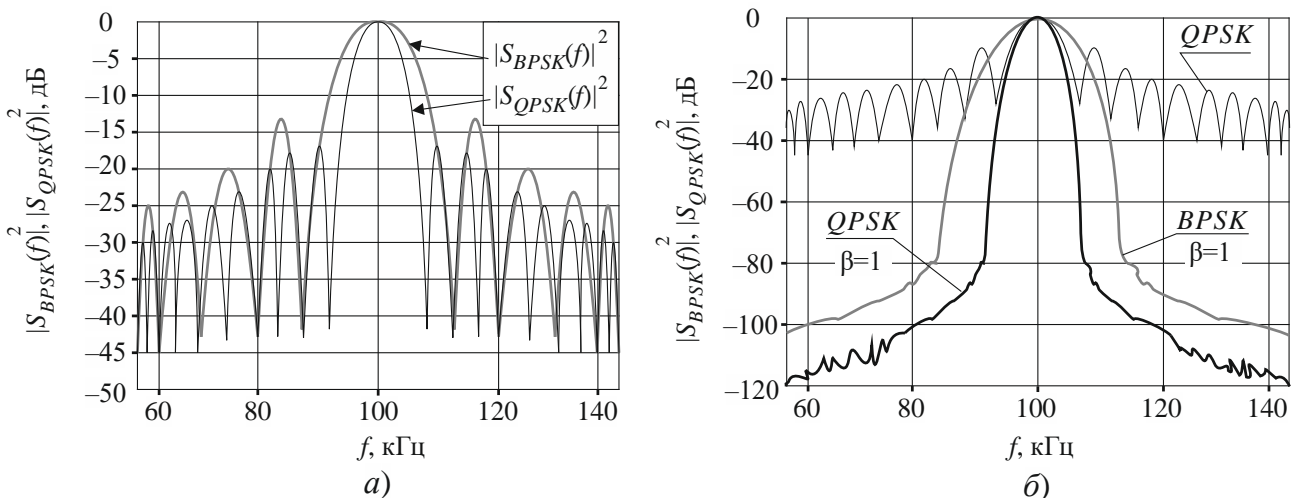 0
–5
–10
–15
–20
–25
–30
–35
–40
–45
–50
|S_BPSK(f)|², |S_QPSK(f)|², дБ
|S_BPSK(f)|²
|S_QPSK(f)|²
60 80 100 120 140
f, кГц
а)
0
–20
–40
–60
–80
–100
–120
|S_BPSK(f)|², |S_QPSK(f)|², дБ
QPSK
QPSK
β=1
BPSK
β=1
60 80 100 120 140
f, кГц
б)